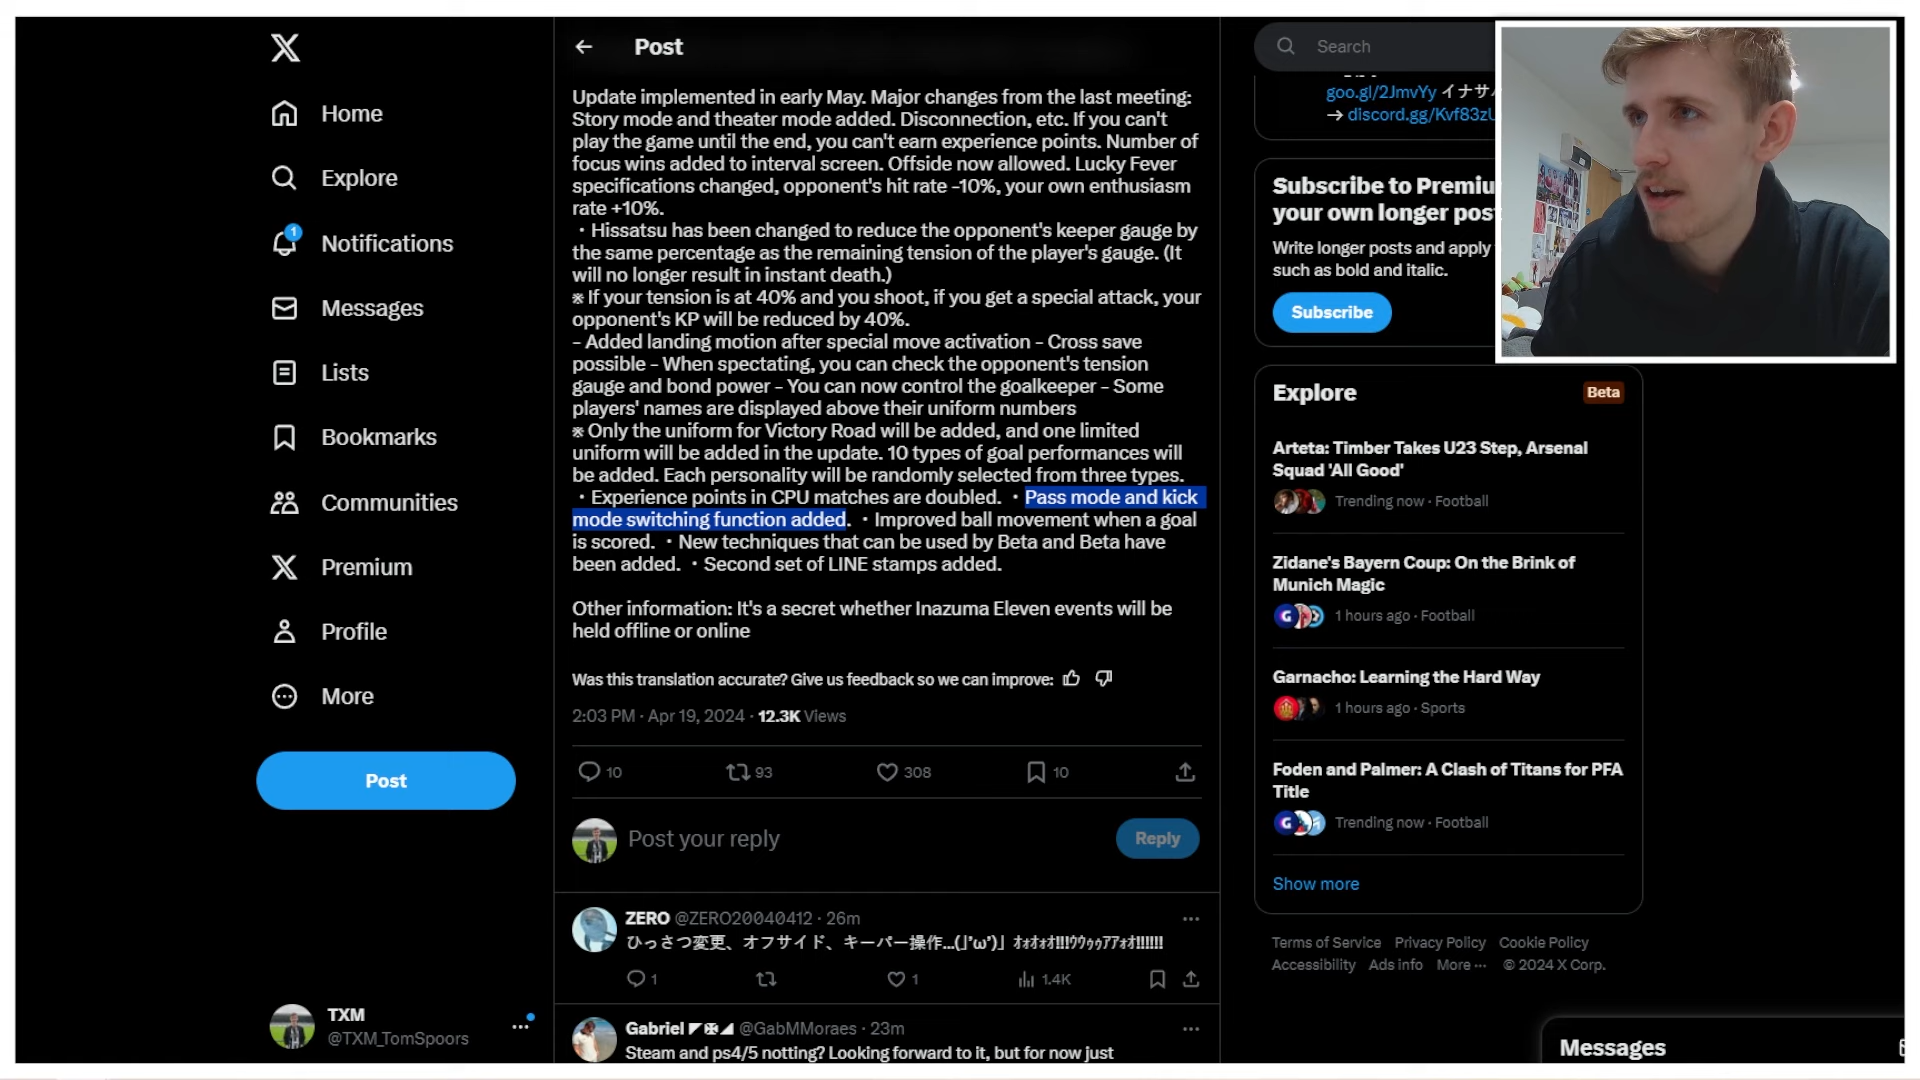 Home
Explore
1
Notifications
Messages
Lists
Bookmarks
Communities
Premium
Profile
More
Post
TXM
@TXM_TomSpoors
Post
Update implemented in early May. Major changes from the last meeting:
Story mode and theater mode added. Disconnection, etc. If you can't
play the game until the end, you can't earn experience points. Number of
focus wins added to interval screen. Offside now allowed. Lucky Fever
specifications changed, opponent's hit rate -10%, your own enthusiasm
rate +10%.
・Hissatsu has been changed to reduce the opponent's keeper gauge by
the same percentage as the remaining tension of the player's gauge. (It
will no longer result in instant death.)
※ If your tension is at 40% and you shoot, if you get a special attack, your
opponent's KP will be reduced by 40%.
- Added landing motion after special move activation - Cross save
possible - When spectating, you can check the opponent's tension
gauge and bond power - You can now control the goalkeeper - Some
players' names are displayed above their uniform numbers
※ Only the uniform for Victory Road will be added, and one limited
uniform will be added in the update. 10 types of goal performances will
be added. Each personality will be randomly selected from three types.
・Experience points in CPU matches are doubled. ・Pass mode and kick
mode switching function added. ・Improved ball movement when a goal
is scored. ・New techniques that can be used by Beta and Beta have
been added. ・Second set of LINE stamps added.
Other information: It's a secret whether Inazuma Eleven events will be
held offline or online
Was this translation accurate? Give us feedback so we can improve:
2:03 PM · Apr 19, 2024 · 12.3K Views
10 93 308 10
Post your reply
Reply
ZERO @ZERO20040412 · 26m
ひっさつ変更、オフサイド、キーパー操作...(｣'ω')｣ ｵｫｵｫｵ!!!ｳｳｩｩｱｱｫｵ!!!!!!
1 1 1.4K
Gabriel @GabMMoraes · 23m
Steam and ps4/5 notting? Looking forward to it, but for now just
Search
goo.gl/2JmvYy イナサ
→ discord.gg/Kvf83z
Subscribe to Premiu
your own longer pos
Write longer posts and apply
such as bold and italic.
Subscribe
Explore
Beta
Arteta: Timber Takes U23 Step, Arsenal
Squad 'All Good'
Trending now · Football
Zidane's Bayern Coup: On the Brink of
Munich Magic
1 hours ago · Football
Garnacho: Learning the Hard Way
1 hours ago · Sports
Foden and Palmer: A Clash of Titans for PFA
Title
Trending now · Football
Show more
Terms of Service Privacy Policy Cookie Policy
Accessibility Ads info More ··· © 2024 X Corp.
Messages